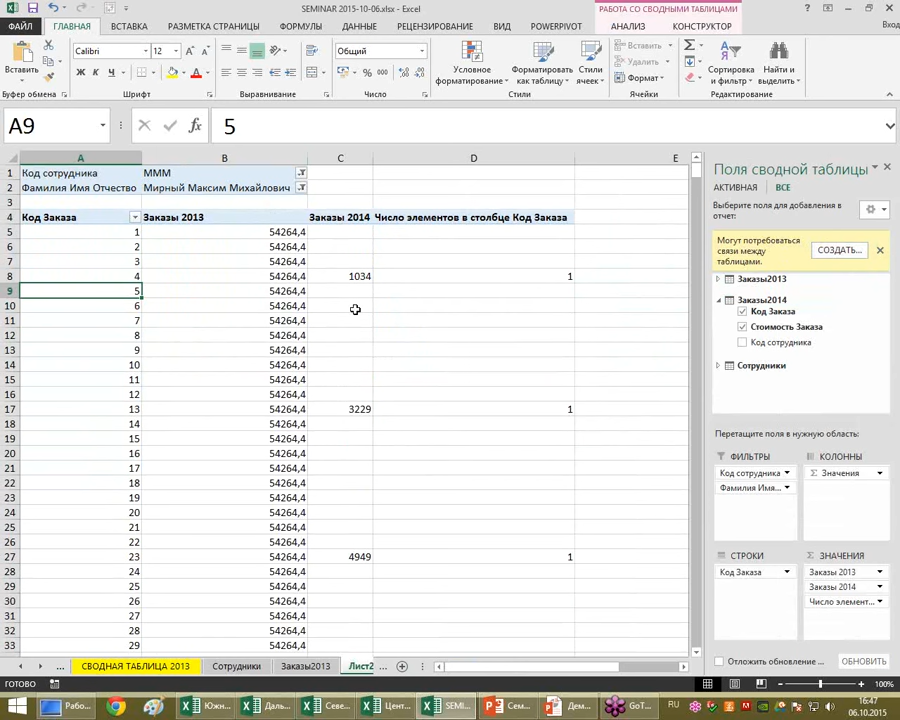 SEMINAR 2015-10-06.xlsx - Excel
РАБОТА СО СВОДНЫМИ ТАБЛИЦАМИ
ФАЙЛ ГЛАВНАЯ ВСТАВКА РАЗМЕТКА СТРАНИЦЫ ФОРМУЛЫ ДАННЫЕ РЕЦЕНЗИРОВАНИЕ ВИД POWERPIVOT АНАЛИЗ КОНСТРУКТОР Вход
Calibri 12
Общий
Вставить
Условное форматирование
Форматировать как таблицу
Стили ячеек
Вставить
Удалить
Формат
Сортировка и фильтр
Найти и выделить
Буфер обмена Шрифт Выравнивание Число Стили Ячейки Редактирование
A9 5
A B C D E
1 Код сотрудника МММ
2 Фамилия Имя Отчество Мирный Максим Михайлович
3
4 Код Заказа Заказы 2013 Заказы 2014 Число элементов в столбце Код Заказа
5 1 54264,4
6 2 54264,4
7 3 54264,4
8 4 54264,4 1034 1
9 5 54264,4
10 6 54264,4
11 7 54264,4
12 8 54264,4
13 9 54264,4
14 10 54264,4
15 11 54264,4
16 12 54264,4
17 13 54264,4 3229 1
18 14 54264,4
19 15 54264,4
20 16 54264,4
21 17 54264,4
22 18 54264,4
23 19 54264,4
24 20 54264,4
25 21 54264,4
26 22 54264,4
27 23 54264,4 4949 1
28 24 54264,4
29 25 54264,4
30 26 54264,4
31 27 54264,4
32 28 54264,4
33 29 54264,4
Поля сводной таблицы
АКТИВНАЯ ВСЕ
Выберите поля для добавления в отчет:
Могут потребоваться связи между таблицами.
СОЗДАТЬ...
Заказы2013
Заказы2014
Код Заказа
Стоимость Заказа
Код сотрудника
Сотрудники
Перетащите поля в нужную область:
ФИЛЬТРЫ КОЛОННЫ
Код сотрудника Σ Значения
Фамилия Имя...
СТРОКИ Σ ЗНАЧЕНИЯ
Код Заказа Заказы 2013
Заказы 2014
Число элемент...
Отложить обновление ... ОБНОВИТЬ
... СВОДНАЯ ТАБЛИЦА 2013 Сотрудники Заказы2013 Лист2 ...
ГОТОВО 100%
Рабо... Южн... Даль... Севе... Цент... SEMI... Сем... Дем... GoT...
RU 16:47
06.10.2015